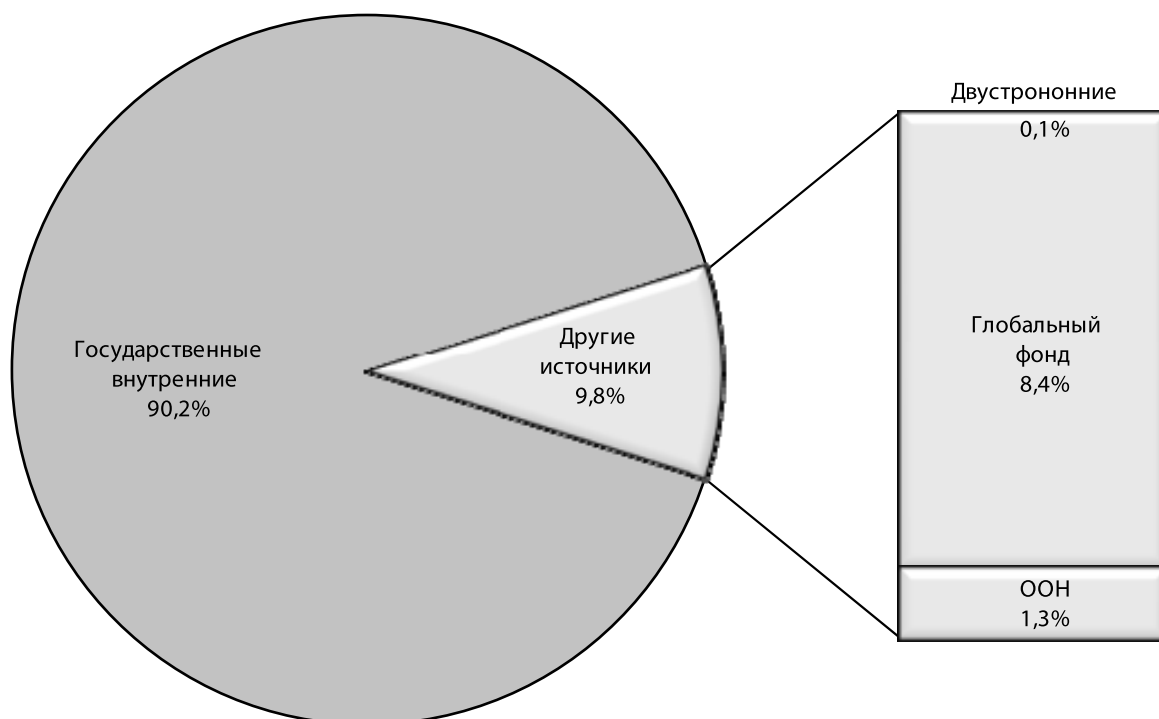 Государственные
внутренние
90,2%
Другие
источники
9,8%
Двустрононние
0,1%
Глобальный
фонд
8,4%
ООН
1,3%